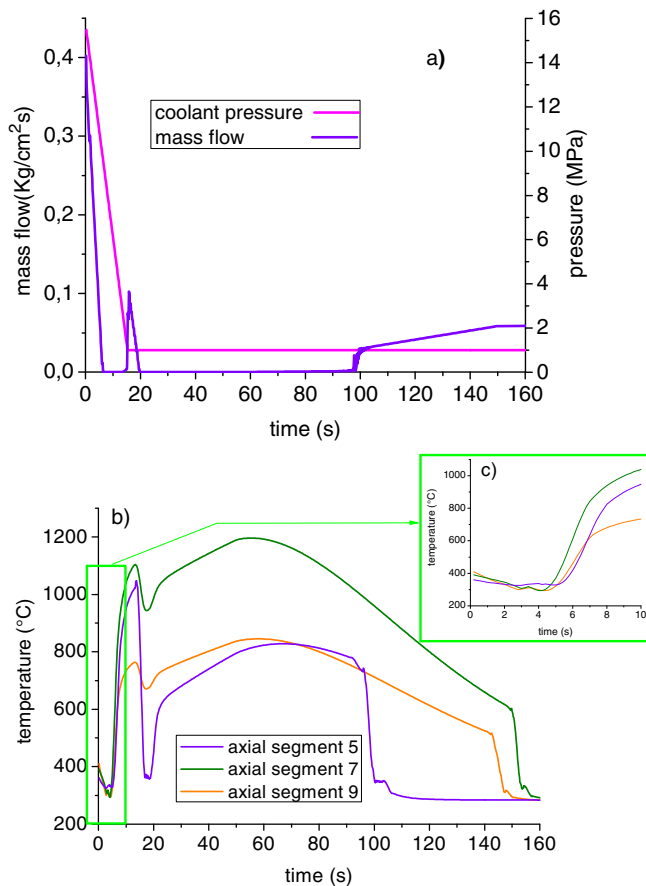 a)
coolant pressure
mass flow
mass flow(Kg/cm²s)
pressure (MPa)
0,4
0,3
0,2
0,1
0,0
16
14
12
10
8
6
4
2
0
0 20 40 60 80 100 120 140 160
time (s)
b)
temperature (°C)
1200
1000
800
600
400
200
axial segment 5
axial segment 7
axial segment 9
0 20 40 60 80 100 120 140 160
time (s)
c)
temperature (°C)
1000
800
600
400
200
0 2 4 6 8 10
time (s)